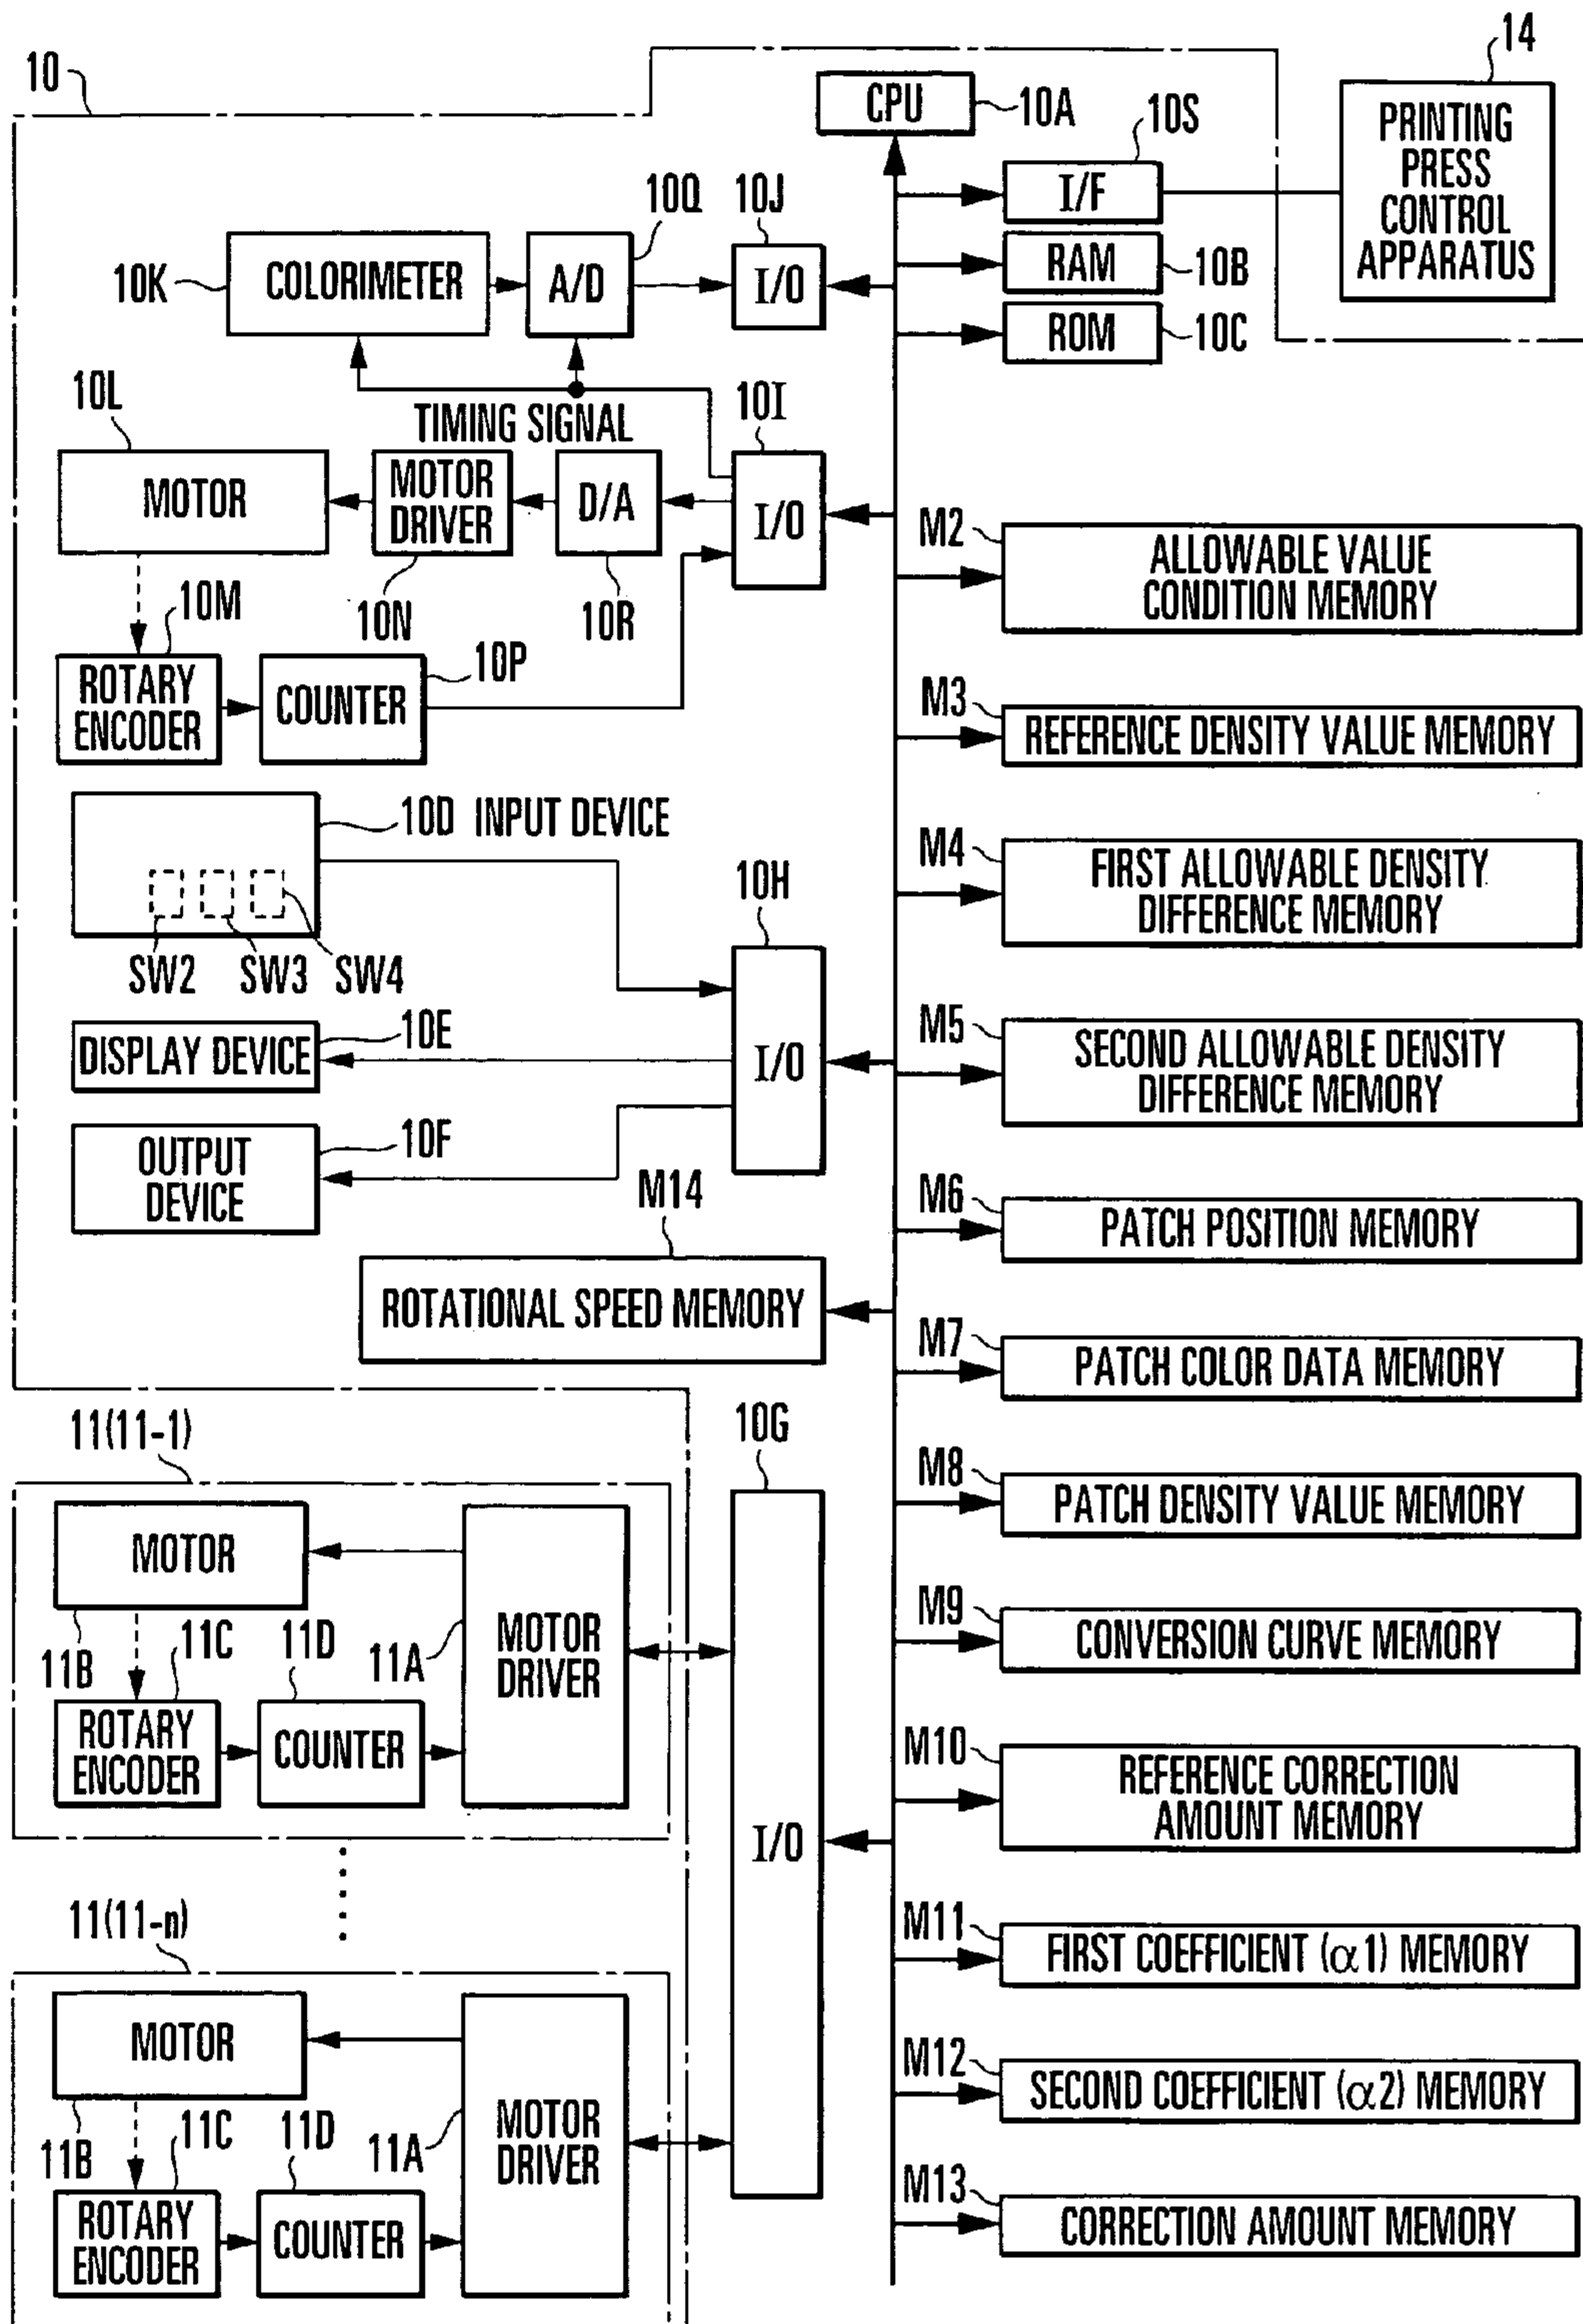 10
14
CPU
10A
10S
PRINTING
PRESS
CONTROL
APPARATUS
I/F
10Q
10J
10K
COLORIMETER
A/D
I/O
RAM
10B
ROM
10C
10L
TIMING SIGNAL
10I
MOTOR
MOTOR
DRIVER
D/A
I/O
M2
ALLOWABLE VALUE
CONDITION MEMORY
10M
10N
10R
10P
ROTARY
ENCODER
COUNTER
M3
REFERENCE DENSITY VALUE MEMORY
10D INPUT DEVICE
M4
FIRST ALLOWABLE DENSITY
DIFFERENCE MEMORY
10H
SW2
SW3
SW4
10E
DISPLAY DEVICE
I/O
M5
SECOND ALLOWABLE DENSITY
DIFFERENCE MEMORY
10F
OUTPUT
DEVICE
M14
M6
PATCH POSITION MEMORY
ROTATIONAL SPEED MEMORY
M7
PATCH COLOR DATA MEMORY
11(11-1)
10G
M8
PATCH DENSITY VALUE MEMORY
MOTOR
11B
11C
11D
11A
MOTOR
DRIVER
M9
CONVERSION CURVE MEMORY
ROTARY
ENCODER
COUNTER
M10
REFERENCE CORRECTION
AMOUNT MEMORY
I/O
11(11-n)
M11
FIRST COEFFICIENT (α1) MEMORY
MOTOR
11B
11C
11D
11A
MOTOR
DRIVER
M12
SECOND COEFFICIENT (α2) MEMORY
ROTARY
ENCODER
COUNTER
M13
CORRECTION AMOUNT MEMORY